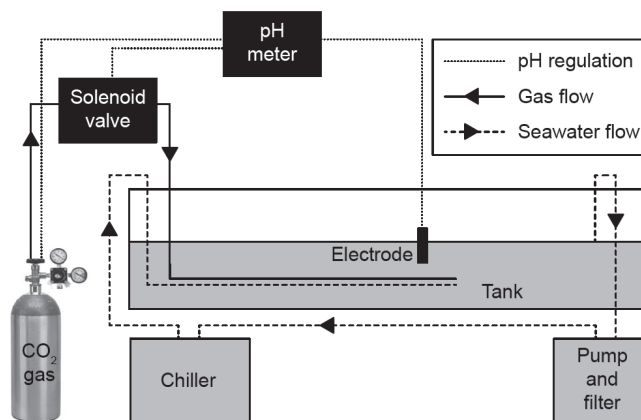 pH
meter
Solenoid
valve
pH regulation
Gas flow
Seawater flow
Electrode
Tank
CO₂
gas
Chiller
Pump
and
filter